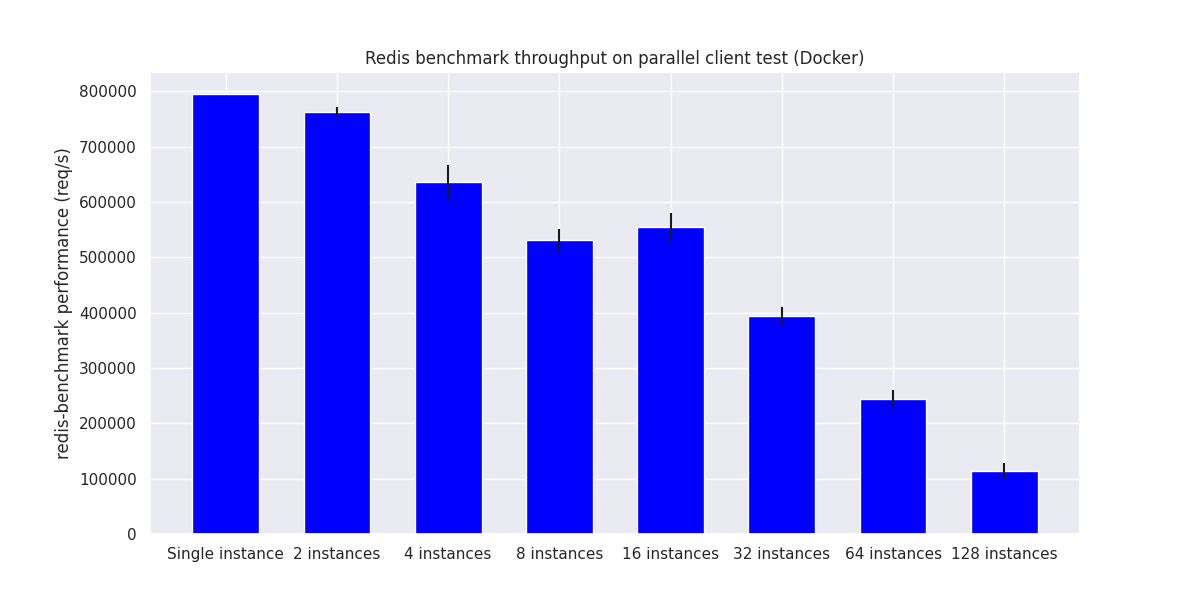 Redis benchmark throughput on parallel client test (Docker)
redis-benchmark performance (req/s)
800000
700000
600000
500000
400000
300000
200000
100000
0
Single instance
2 instances
4 instances
8 instances
16 instances
32 instances
64 instances
128 instances